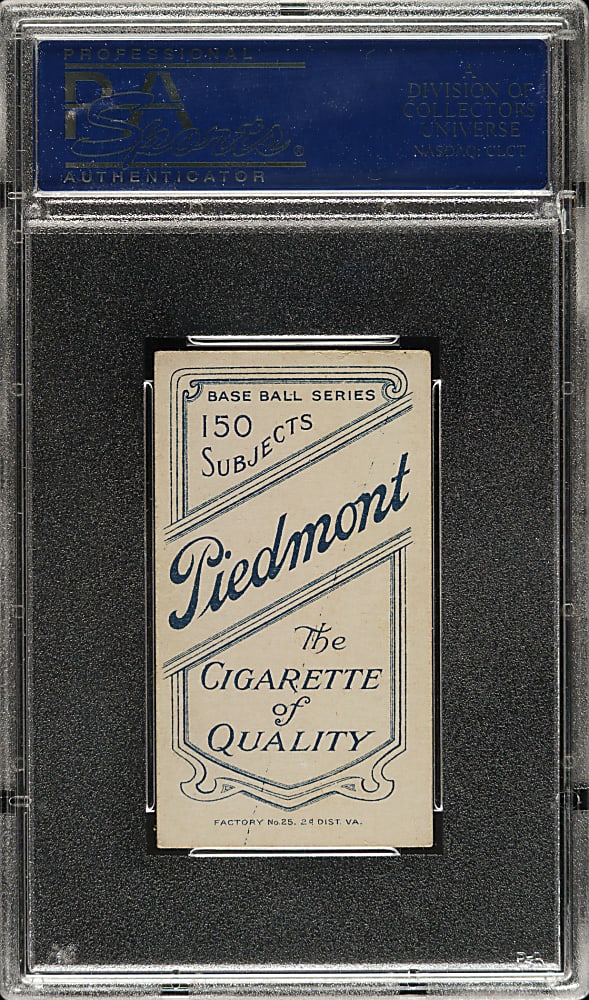 PROFESSIONAL
PSA
Sports®
AUTHENTICATOR
A
DIVISION OF
COLLECTORS
UNIVERSE
NASDAQ: CLCT
BASE BALL SERIES
150
SUBJECTS
Piedmont
The
CIGARETTE
of
QUALITY
FACTORY No. 25. 2d DIST. VA.
PSA